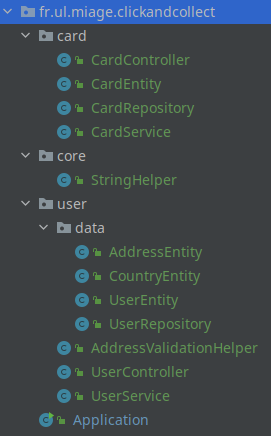 fr.ul.miage.clickandcollect
card
CardController
CardEntity
CardRepository
CardService
core
StringHelper
user
data
AddressEntity
CountryEntity
UserEntity
UserRepository
AddressValidationHelper
UserController
UserService
Application